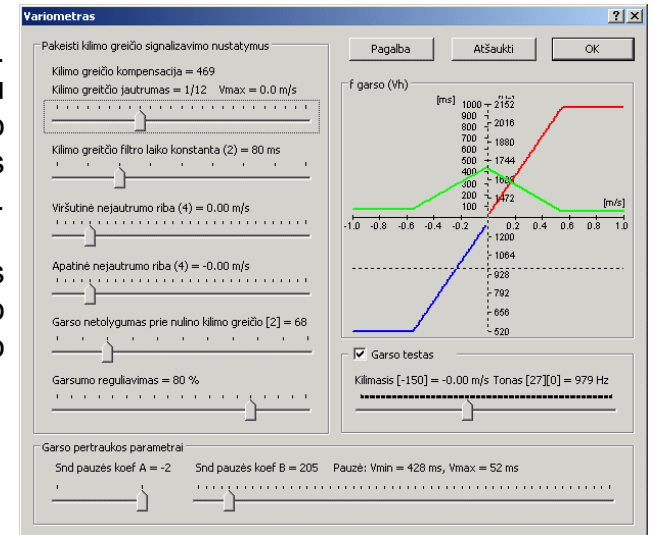 Variometras
Pakeisti kilimo greičio signalizavimo nustatymus
Kilimo greičio kompensacija = 469
Kilimo greitčio jautrumas = 1/12 Vmax = 0.0 m/s
Kilimo greitčio filtro laiko konstanta (2) = 80 ms
Viršutinė nejautrumo riba (4) = 0.00 m/s
Apatinė nejautrumo riba (4) = -0.00 m/s
Garso netolygumas prie nulino kilimo greičio [2] = 68
Garsumo reguliavimas = 80 %
Pagalba Atšaukti OK
f garso (Vh)
[ms]
1000 2152
900
800 2016
700 1880
600
500 1744
400
300 1608
200 1472
100
[m/s]
-1.0 -0.8 -0.6 -0.4 -0.2 0.2 0.4 0.6 0.8 1.0
1200
1064
928
792
656
520
Garso testas
Kilimasis [-150] = -0.00 m/s Tonas [27][0] = 979 Hz
Garso pertraukos parametrai
Snd pauzės koef A = -2 Snd pauzės koef B = 205 Pauzė: Vmin = 428 ms, Vmax = 52 ms